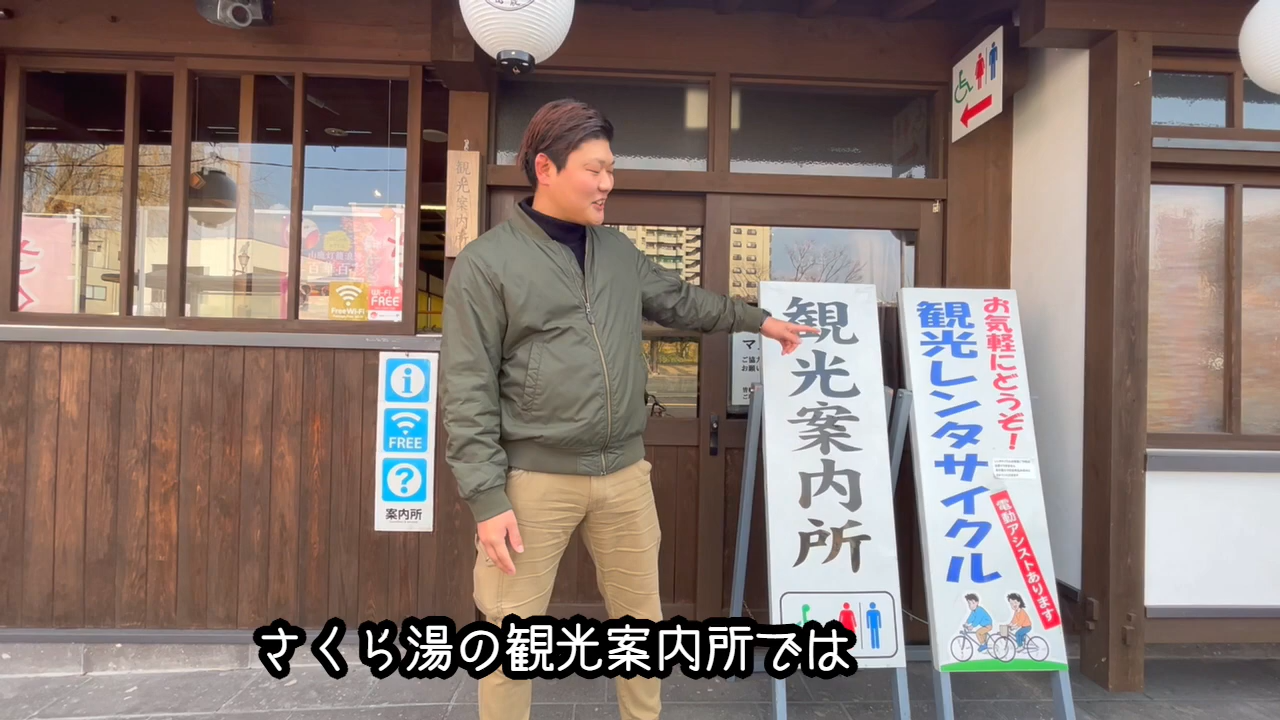 観光案内所
Free Wi-Fi
Wi-Fi
FREE
i
FREE
?
案内所
観光案内所
お気軽にどうぞ！
観光レンタサイクル
電動アシストあります
さくら湯の観光案内所では